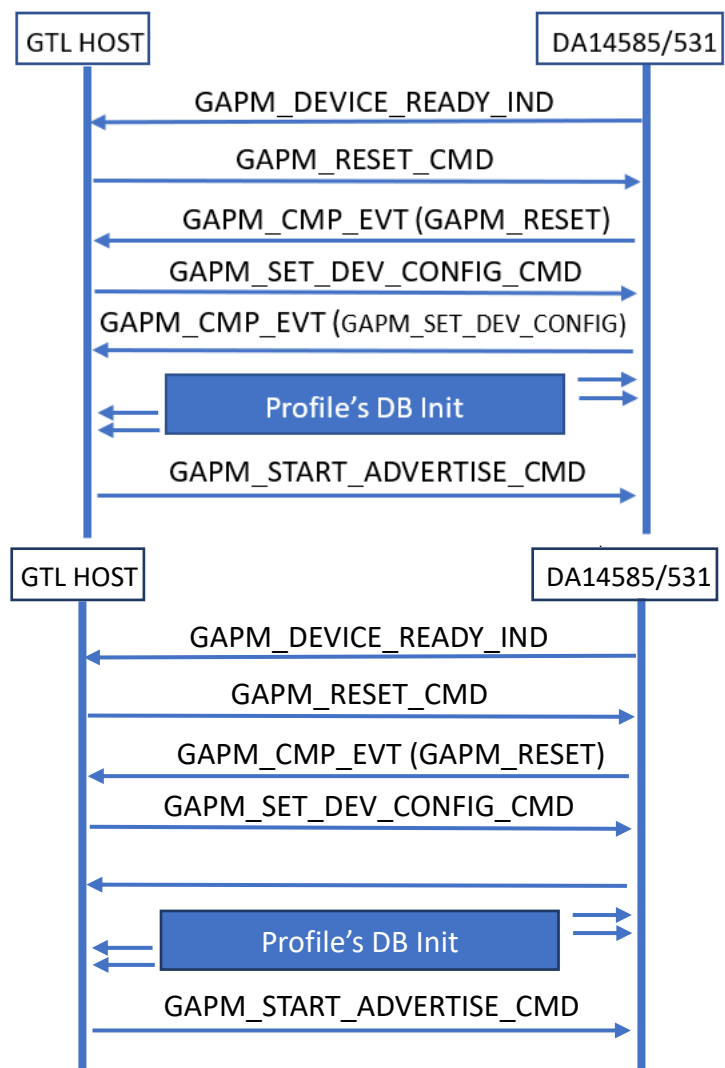 GTL HOST
DA14585/531
GAPM_DEVICE_READY_IND
GAPM_RESET_CMD
GAPM_CMP_EVT (GAPM_RESET)
GAPM_SET_DEV_CONFIG_CMD
GAPM_CMP_EVT (GAPM_SET_DEV_CONFIG)
Profile's DB Init
GAPM_START_ADVERTISE_CMD
GTL HOST
DA14585/531
GAPM_DEVICE_READY_IND
GAPM_RESET_CMD
GAPM_CMP_EVT (GAPM_RESET)
GAPM_SET_DEV_CONFIG_CMD
Profile's DB Init
GAPM_START_ADVERTISE_CMD